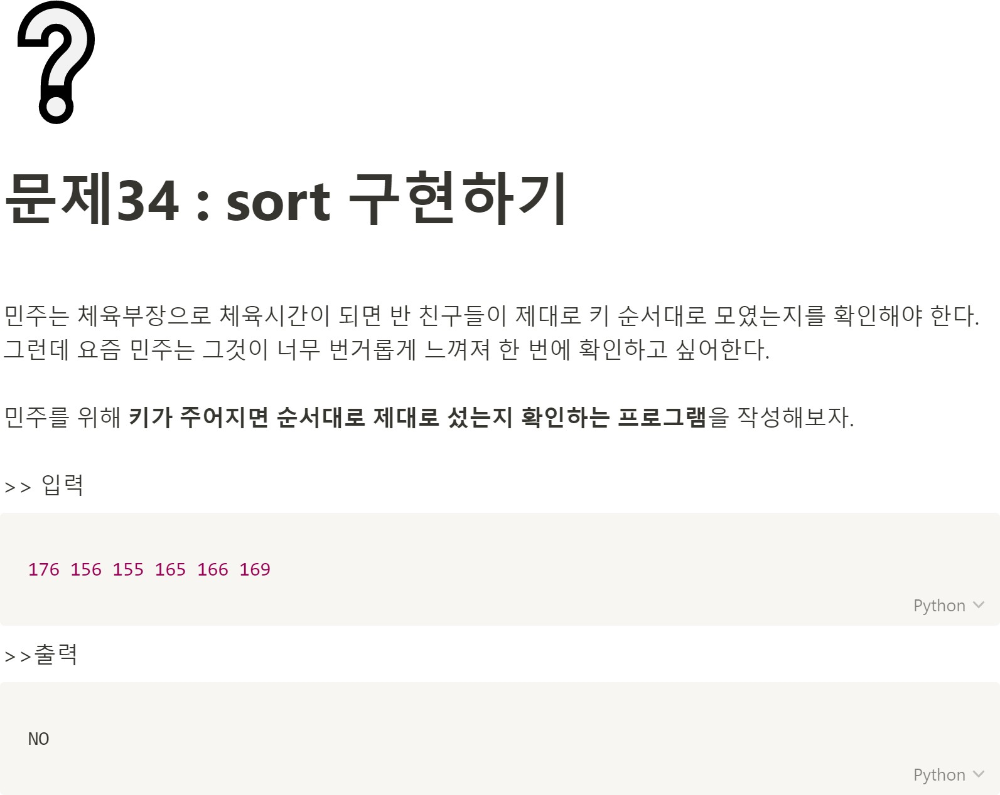 문제34 : sort 구현하기
민주는 체육부장으로 체육시간이 되면 반 친구들이 제대로 키 순서대로 모였는지를 확인해야 한다.
그런데 요즘 민주는 그것이 너무 번거롭게 느껴져 한 번에 확인하고 싶어한다.
민주를 위해 키가 주어지면 순서대로 제대로 섰는지 확인하는 프로그램을 작성해보자.
>> 입력
176 156 155 165 166 169
Python
>>출력
NO
Python